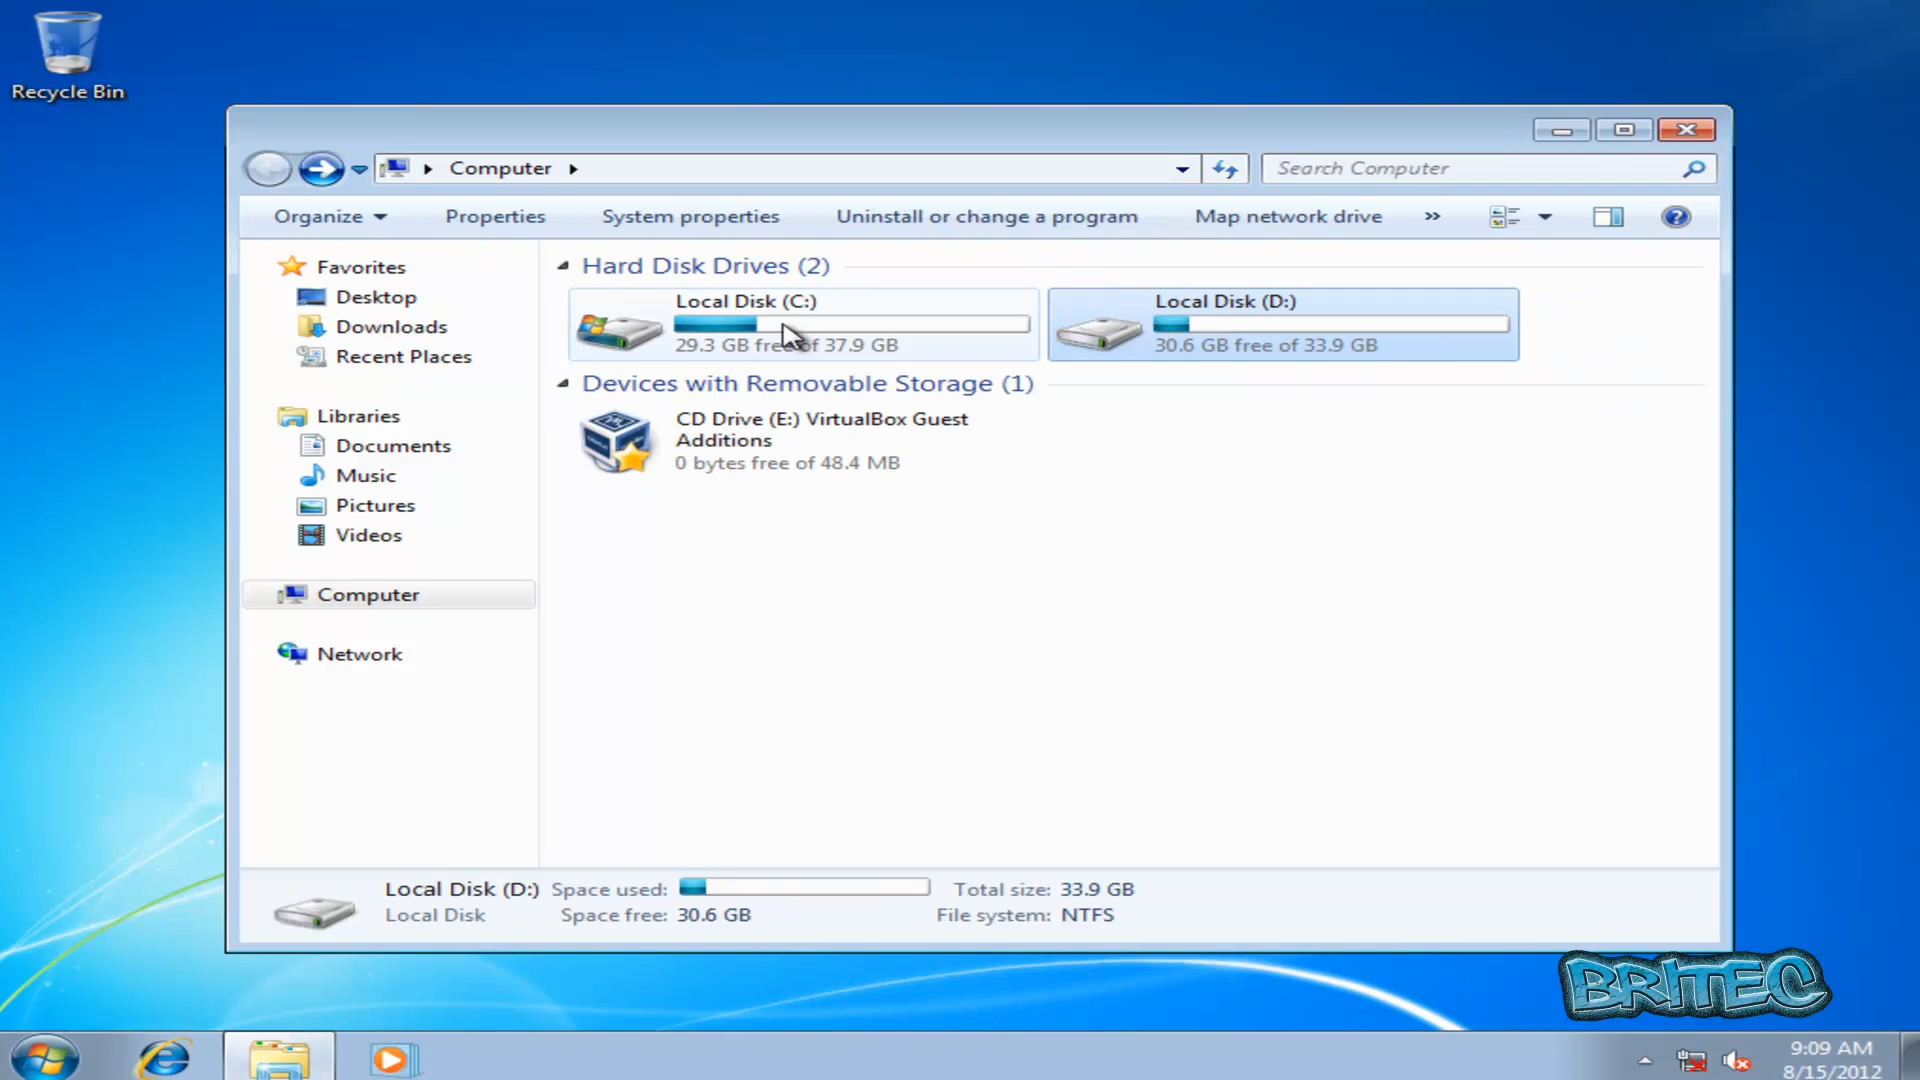 Recycle Bin
Computer
Search Computer
Organize
Properties
System properties
Uninstall or change a program
Map network drive
»
Favorites
Desktop
Downloads
Recent Places
Libraries
Documents
Music
Pictures
Videos
Computer
Network
Hard Disk Drives (2)
Local Disk (C:)
29.3 GB free of 37.9 GB
Local Disk (D:)
30.6 GB free of 33.9 GB
Devices with Removable Storage (1)
CD Drive (E:) VirtualBox Guest
Additions
0 bytes free of 48.4 MB
Local Disk (D:) Space used: Total size: 33.9 GB
Local Disk Space free: 30.6 GB File system: NTFS
BRITEC
9:09 AM
8/15/2012